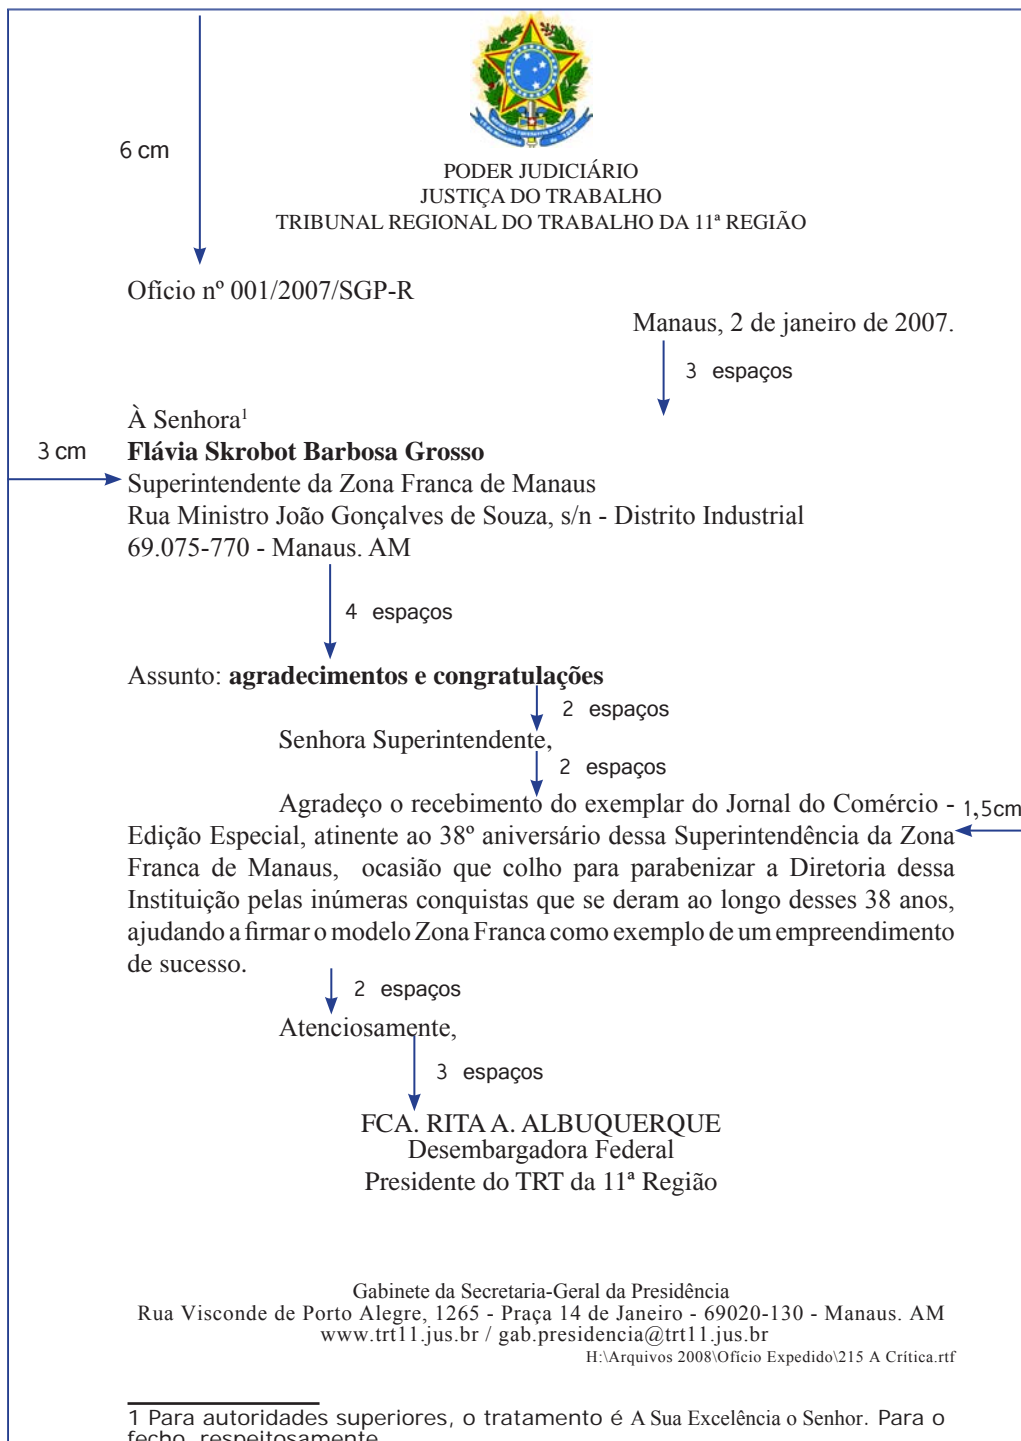 6 cm
PODER JUDICIÁRIO
JUSTIÇA DO TRABALHO
TRIBUNAL REGIONAL DO TRABALHO DA 11ª REGIÃO
Ofício nº 001/2007/SGP-R
Manaus, 2 de janeiro de 2007.
3 espaços
À Senhora¹
3 cm
Flávia Skrobot Barbosa Grosso
Superintendente da Zona Franca de Manaus
Rua Ministro João Gonçalves de Souza, s/n - Distrito Industrial
69.075-770 - Manaus. AM
4 espaços
Assunto: agradecimentos e congratulações
2 espaços
Senhora Superintendente,
2 espaços
Agradeço o recebimento do exemplar do Jornal do Comércio -
1,5cm
Edição Especial, atinente ao 38º aniversário dessa Superintendência da Zona
Franca de Manaus, ocasião que colho para parabenizar a Diretoria dessa
Instituição pelas inúmeras conquistas que se deram ao longo desses 38 anos,
ajudando a firmar o modelo Zona Franca como exemplo de um empreendimento
de sucesso.
2 espaços
Atenciosamente,
3 espaços
FCA. RITA A. ALBUQUERQUE
Desembargadora Federal
Presidente do TRT da 11ª Região
Gabinete da Secretaria-Geral da Presidência
Rua Visconde de Porto Alegre, 1265 - Praça 14 de Janeiro - 69020-130 - Manaus. AM
www.trt11.jus.br / gab.presidencia@trt11.jus.br
H:\Arquivos 2008\Ofício Expedido\215 A Crítica.rtf
1 Para autoridades superiores, o tratamento é A Sua Excelência o Senhor. Para o
fecho, respeitosamente